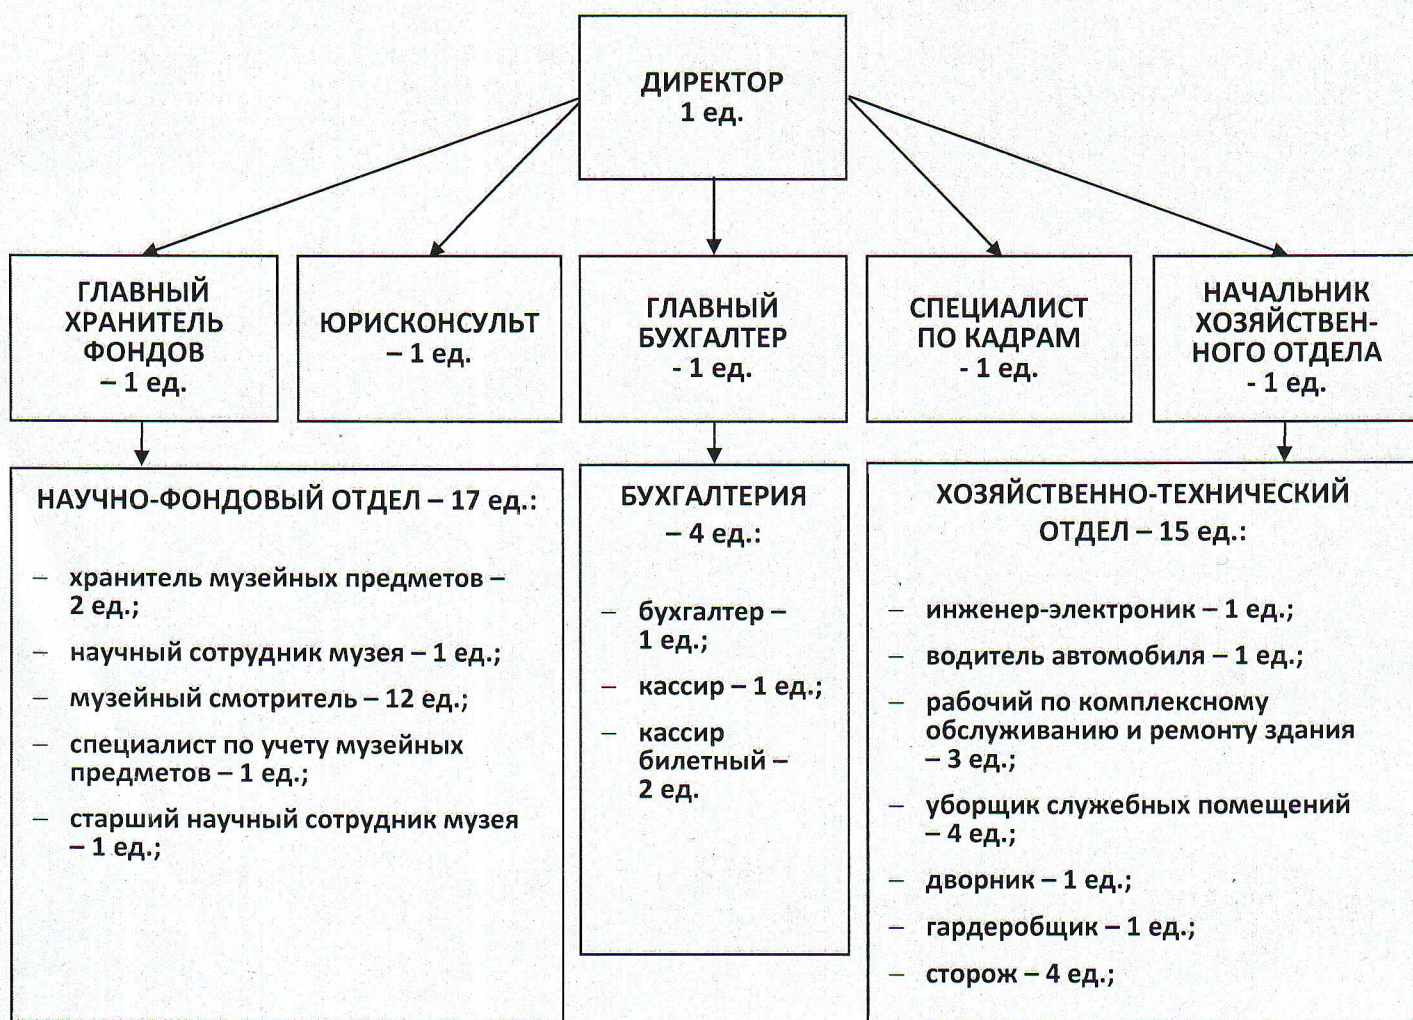 ДИРЕКТОР
1 ед.
ГЛАВНЫЙ
ХРАНИТЕЛЬ
ФОНДОВ
– 1 ед.
ЮРИСКОНСУЛЬТ
– 1 ед.
ГЛАВНЫЙ
БУХГАЛТЕР
- 1 ед.
СПЕЦИАЛИСТ
ПО КАДРАМ
- 1 ед.
НАЧАЛЬНИК
ХОЗЯЙСТВЕН-
НОГО ОТДЕЛА
- 1 ед.
НАУЧНО-ФОНДОВЫЙ ОТДЕЛ – 17 ед.:
– хранитель музейных предметов –
2 ед.;
– научный сотрудник музея – 1 ед.;
– музейный смотритель – 12 ед.;
– специалист по учету музейных
предметов – 1 ед.;
– старший научный сотрудник музея
– 1 ед.;
БУХГАЛТЕРИЯ
– 4 ед.:
– бухгалтер –
1 ед.;
– кассир – 1 ед.;
– кассир
билетный –
2 ед.
ХОЗЯЙСТВЕННО-ТЕХНИЧЕСКИЙ
ОТДЕЛ – 15 ед.:
– инженер-электроник – 1 ед.;
– водитель автомобиля – 1 ед.;
– рабочий по комплексному
обслуживанию и ремонту здания
– 3 ед.;
– уборщик служебных помещений
– 4 ед.;
– дворник – 1 ед.;
– гардеробщик – 1 ед.;
– сторож – 4 ед.;